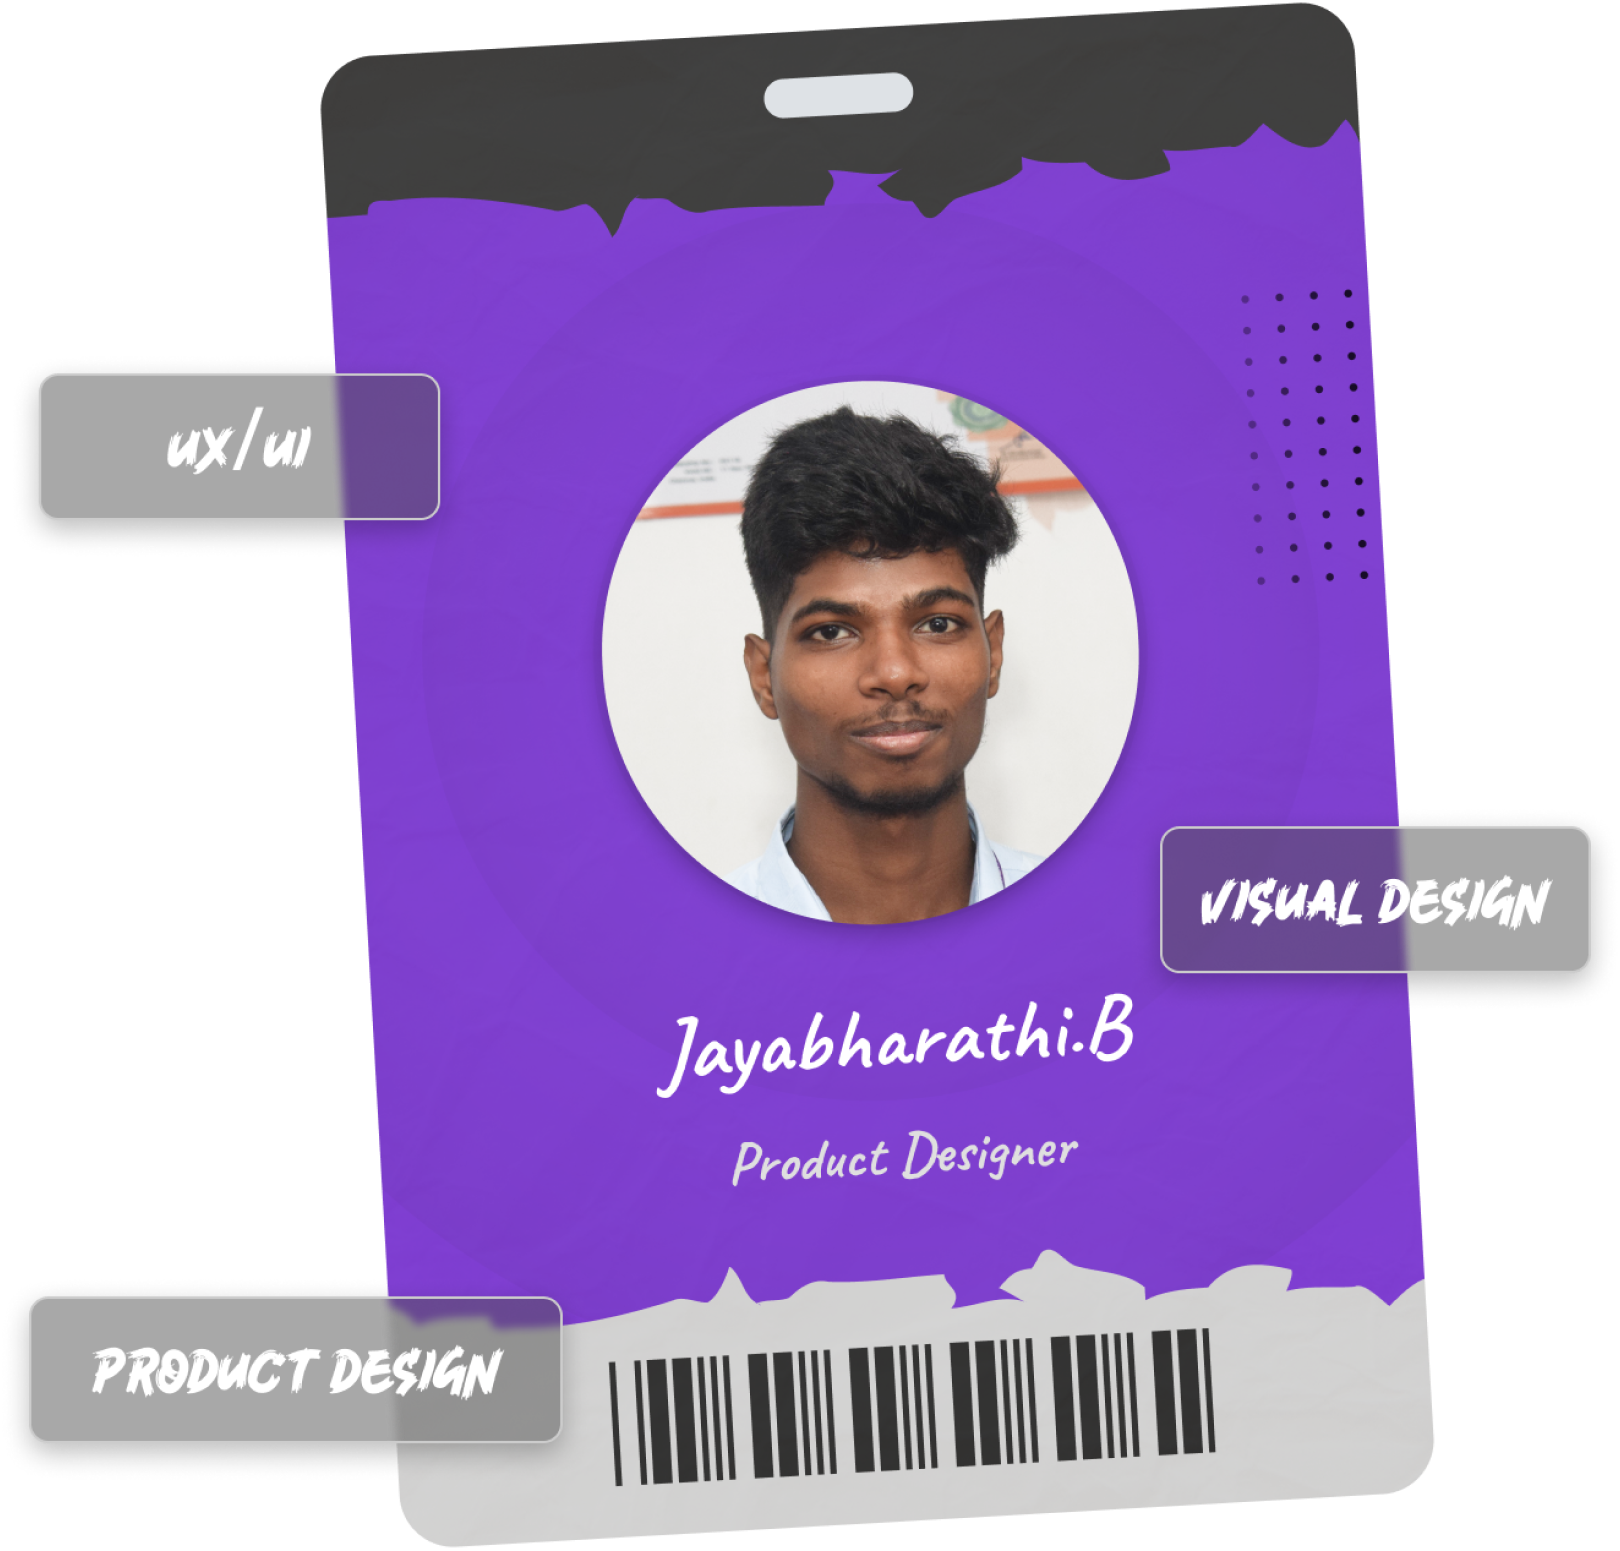 UX/UI
VISUAL DESIGN
Jayabharathi.B
Product Designer
PRODUCT DESIGN